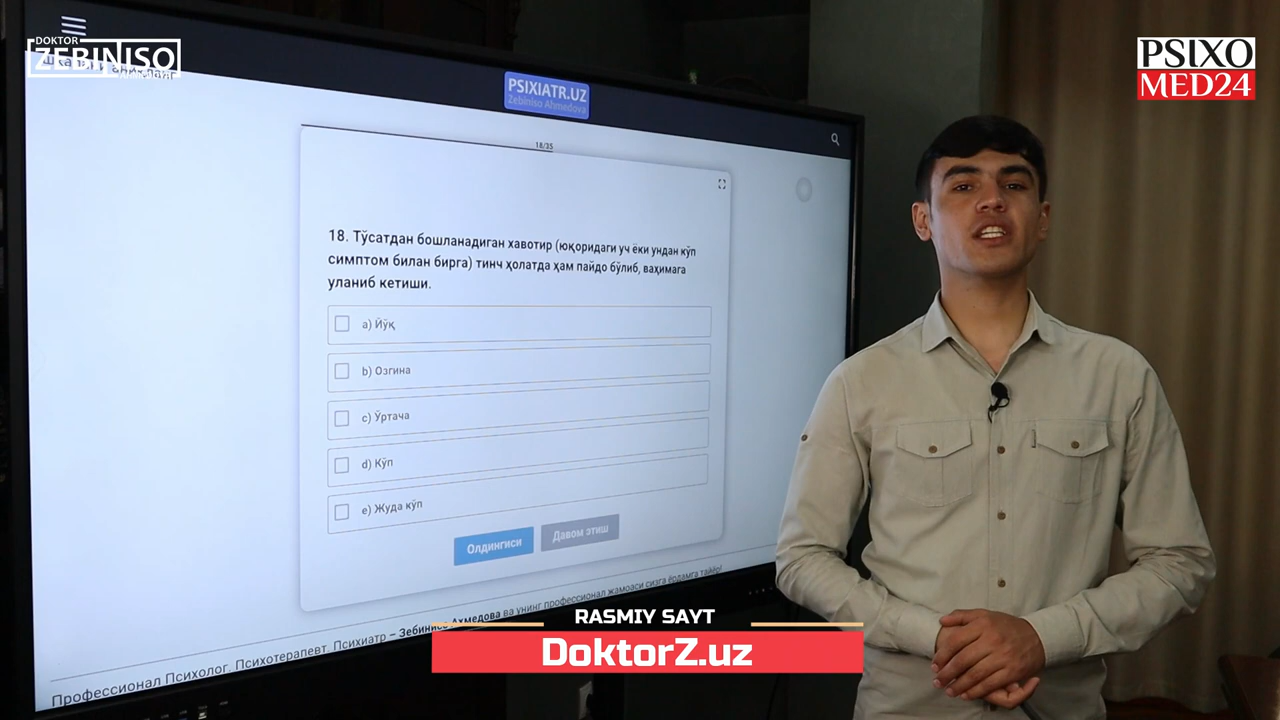 DOKTOR
ZEBINISO
PSIXO
MED24
PSIXIATR.UZ
Zebiniso Ahmedova
18/35
18. Тўсатдан бошланадиган хавотир (юқоридаги уч ёки ундан кўп
симптом билан бирга) тинч ҳолатда ҳам пайдо бўлиб, ваҳимага
уланиб кетиши.
a) Йўқ
b) Озгина
c) Ўртача
d) Кўп
e) Жуда кўп
Олдингиси
Давом этиш
Профессионал Психолог. Психотерапевт. Психиатр – Зебинисо Ахмедова ва унинг профессионал жамоаси сизга ёрдамга тайёр!
RASMIY SAYT
DoktorZ.uz